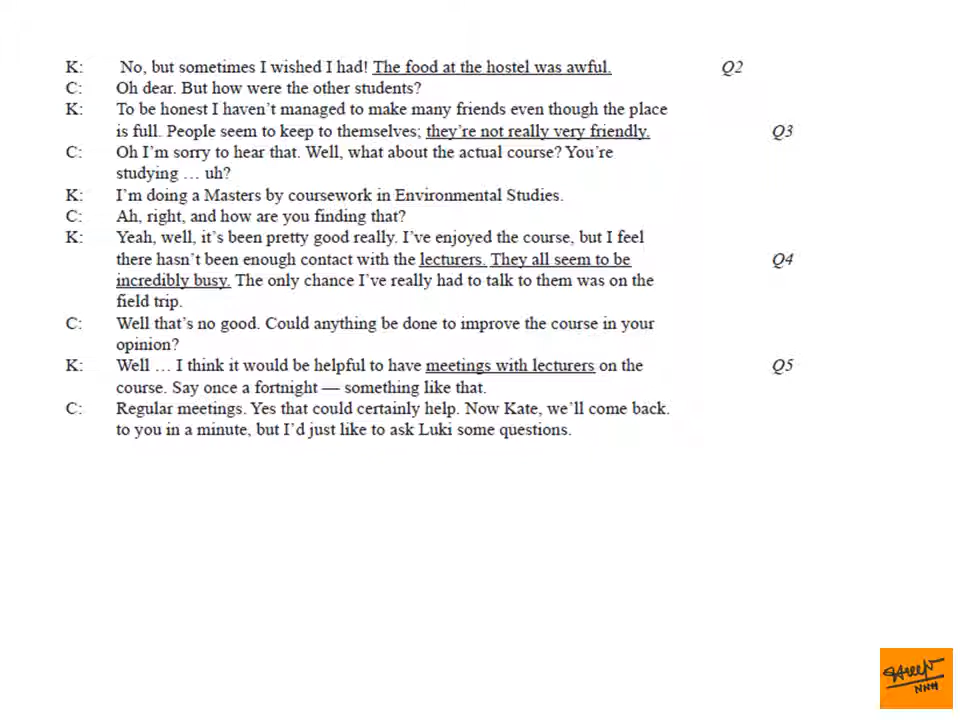 K: No, but sometimes I wished I had! The food at the hostel was awful. Q2
C: Oh dear. But how were the other students?
K: To be honest I haven't managed to make many friends even though the place
is full. People seem to keep to themselves; they're not really very friendly. Q3
C: Oh I'm sorry to hear that. Well, what about the actual course? You're
studying … uh?
K: I'm doing a Masters by coursework in Environmental Studies.
C: Ah, right, and how are you finding that?
K: Yeah, well, it's been pretty good really. I've enjoyed the course, but I feel
there hasn't been enough contact with the lecturers. They all seem to be Q4
incredibly busy. The only chance I've really had to talk to them was on the
field trip.
C: Well that's no good. Could anything be done to improve the course in your
opinion?
K: Well … I think it would be helpful to have meetings with lecturers on the Q5
course. Say once a fortnight — something like that.
C: Regular meetings. Yes that could certainly help. Now Kate, we'll come back.
to you in a minute, but I'd just like to ask Luki some questions.
NNH